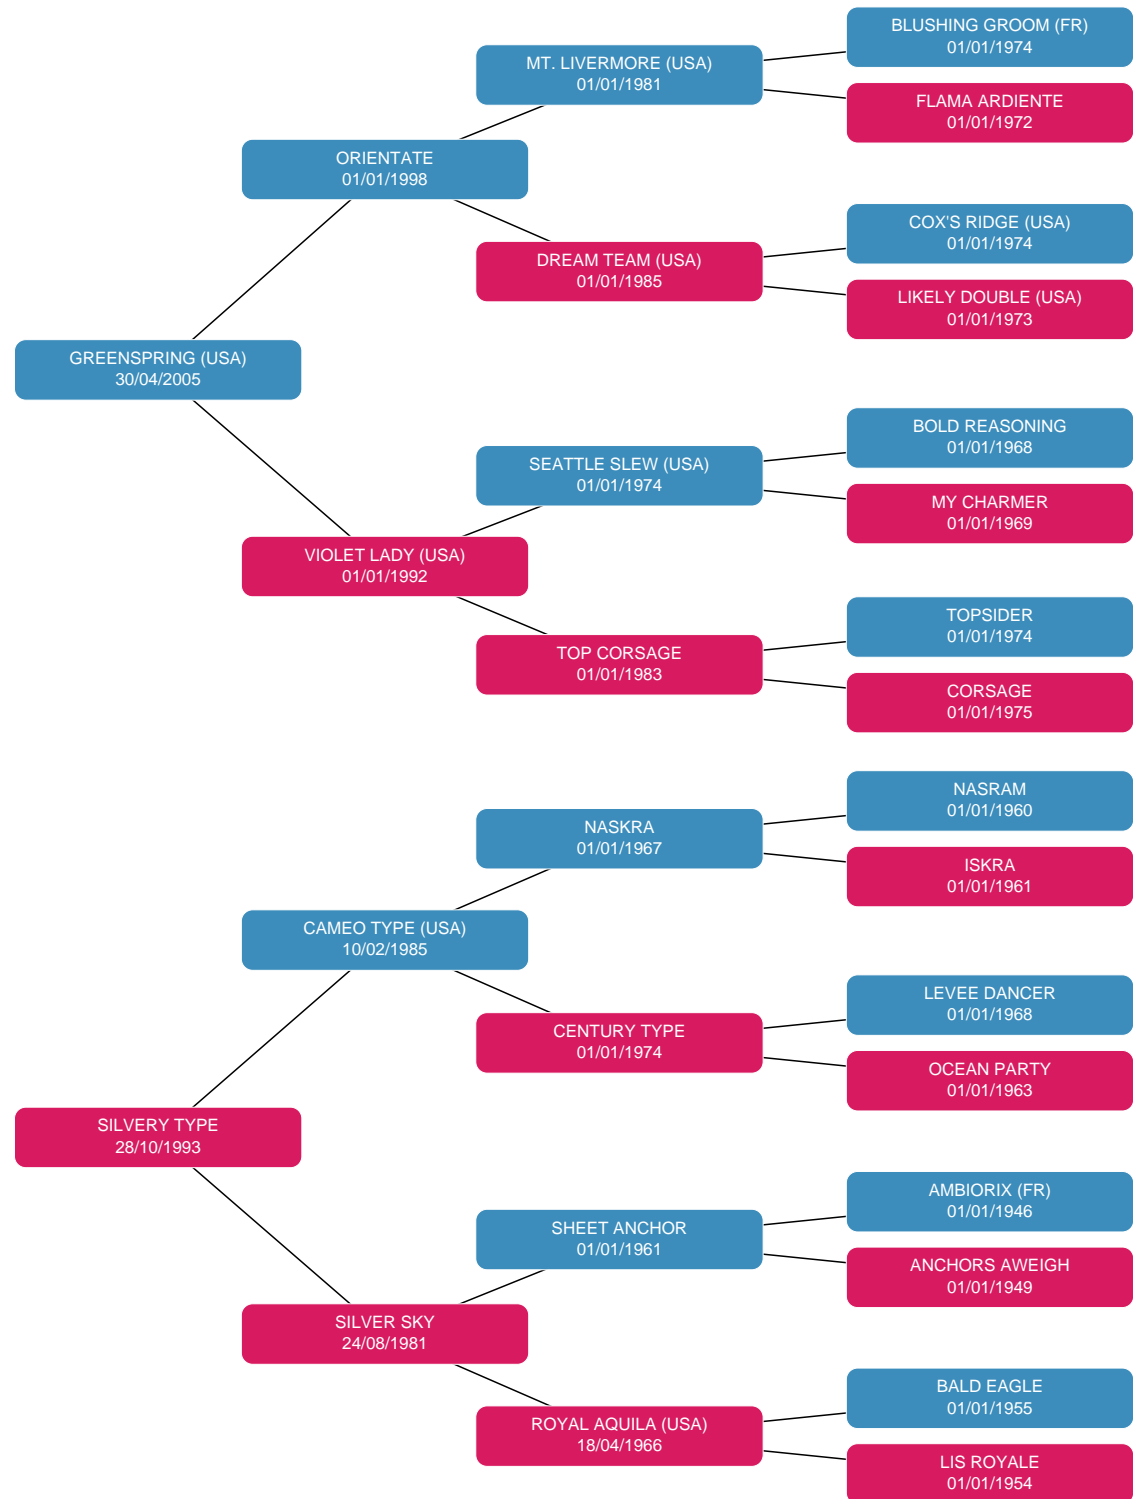 BLUSHING GROOM (FR)
01/01/1974
MT. LIVERMORE (USA)
01/01/1981
FLAMA ARDIENTE
01/01/1972
ORIENTATE
01/01/1998
COX'S RIDGE (USA)
01/01/1974
DREAM TEAM (USA)
01/01/1985
LIKELY DOUBLE (USA)
01/01/1973
GREENSPRING (USA)
30/04/2005
BOLD REASONING
01/01/1968
SEATTLE SLEW (USA)
01/01/1974
MY CHARMER
01/01/1969
VIOLET LADY (USA)
01/01/1992
TOPSIDER
01/01/1974
TOP CORSAGE
01/01/1983
CORSAGE
01/01/1975
NASRAM
01/01/1960
NASKRA
01/01/1967
ISKRA
01/01/1961
CAMEO TYPE (USA)
10/02/1985
LEVEE DANCER
01/01/1968
CENTURY TYPE
01/01/1974
OCEAN PARTY
01/01/1963
SILVERY TYPE
28/10/1993
AMBIORIX (FR)
01/01/1946
SHEET ANCHOR
01/01/1961
ANCHORS AWEIGH
01/01/1949
SILVER SKY
24/08/1981
BALD EAGLE
01/01/1955
ROYAL AQUILA (USA)
18/04/1966
LIS ROYALE
01/01/1954